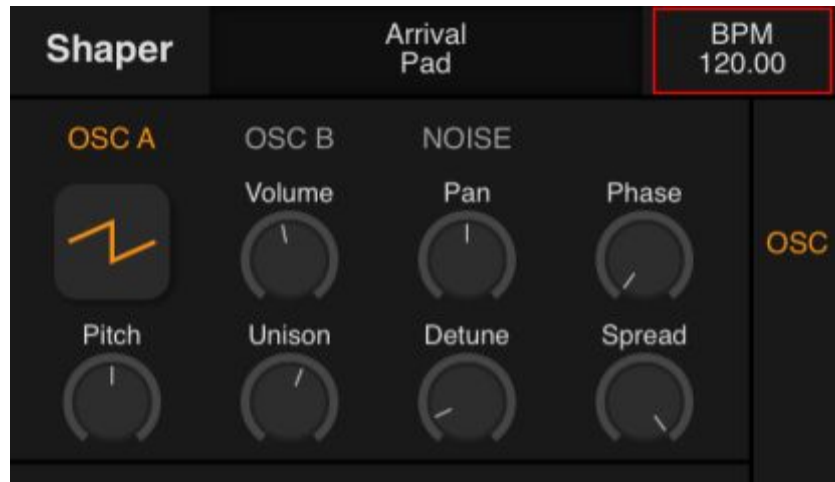 Shaper
Arrival
Pad
BPM
120.00
OSC A
OSC B
NOISE
Volume
Pan
Phase
OSC
Pitch
Unison
Detune
Spread